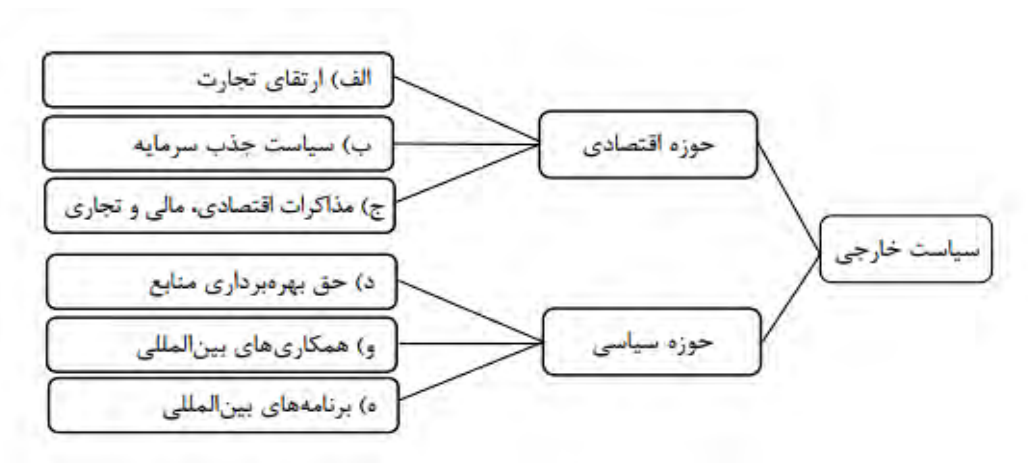 سیاست خارجی
حوزه اقتصادی
الف) ارتقای تجارت
ب) سیاست جذب سرمایه
ج) مذاکرات اقتصادی، مالی و تجاری
حوزه سیاسی
د) حق بهره‌برداری منابع
و) همکاری‌های بین‌المللی
ه) برنامه‌های بین‌المللی